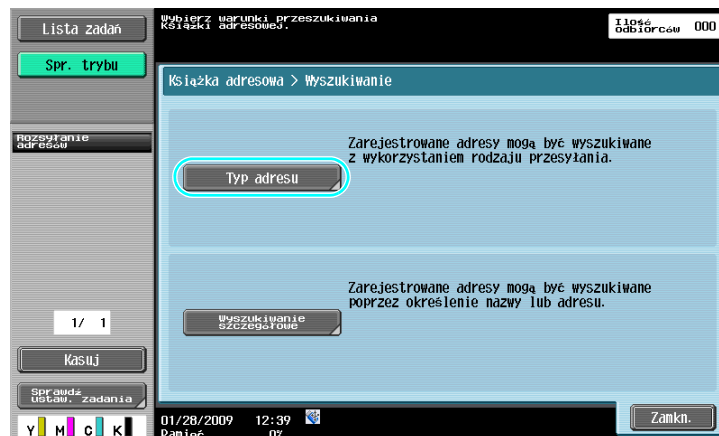 Lista zadań
Wybierz warunki przeszukiwania
Książki adresowej.
Ilość
odbiorców 000
Spr. trybu
Książka adresowa > Wyszukiwanie
Rozsyłanie
adresów
Zarejestrowane adresy mogą być wyszukiwane
z wykorzystaniem rodzaju przesyłania.
Typ adresu
Zarejestrowane adresy mogą być wyszukiwane
poprzez określenie nazwy lub adresu.
Wyszukiwanie
szczegółowe
1/ 1
Kasuj
Sprawdź
ustaw. zadania
Y M C K
01/28/2009 12:39
Pamięć 0%
Zamkn.